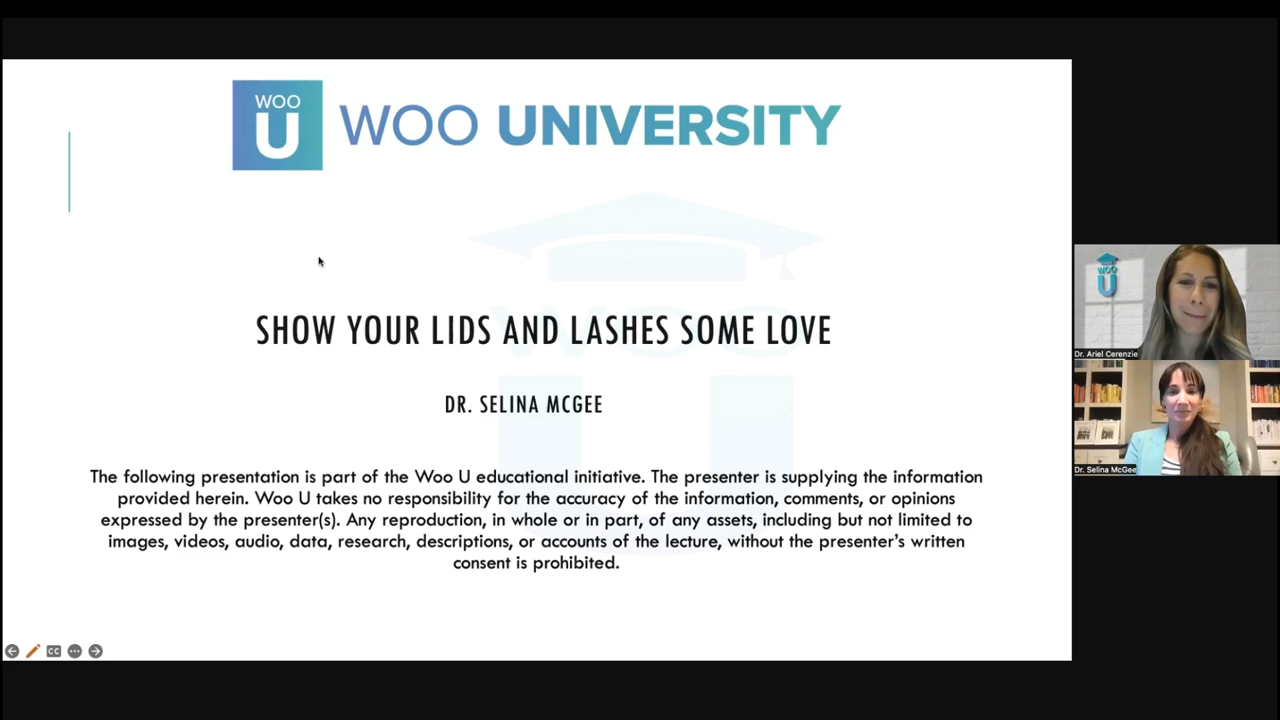 WOO
U
WOO UNIVERSITY
SHOW YOUR LIDS AND LASHES SOME LOVE
DR. SELINA MCGEE
The following presentation is part of the Woo U educational initiative. The presenter is supplying the information
provided herein. Woo U takes no responsibility for the accuracy of the information, comments, or opinions
expressed by the presenter(s). Any reproduction, in whole or in part, of any assets, including but not limited to
images, videos, audio, data, research, descriptions, or accounts of the lecture, without the presenter's written
consent is prohibited.
CC
WOO
U
Dr. Ariel Cerenzie
Dr. Selina McGee